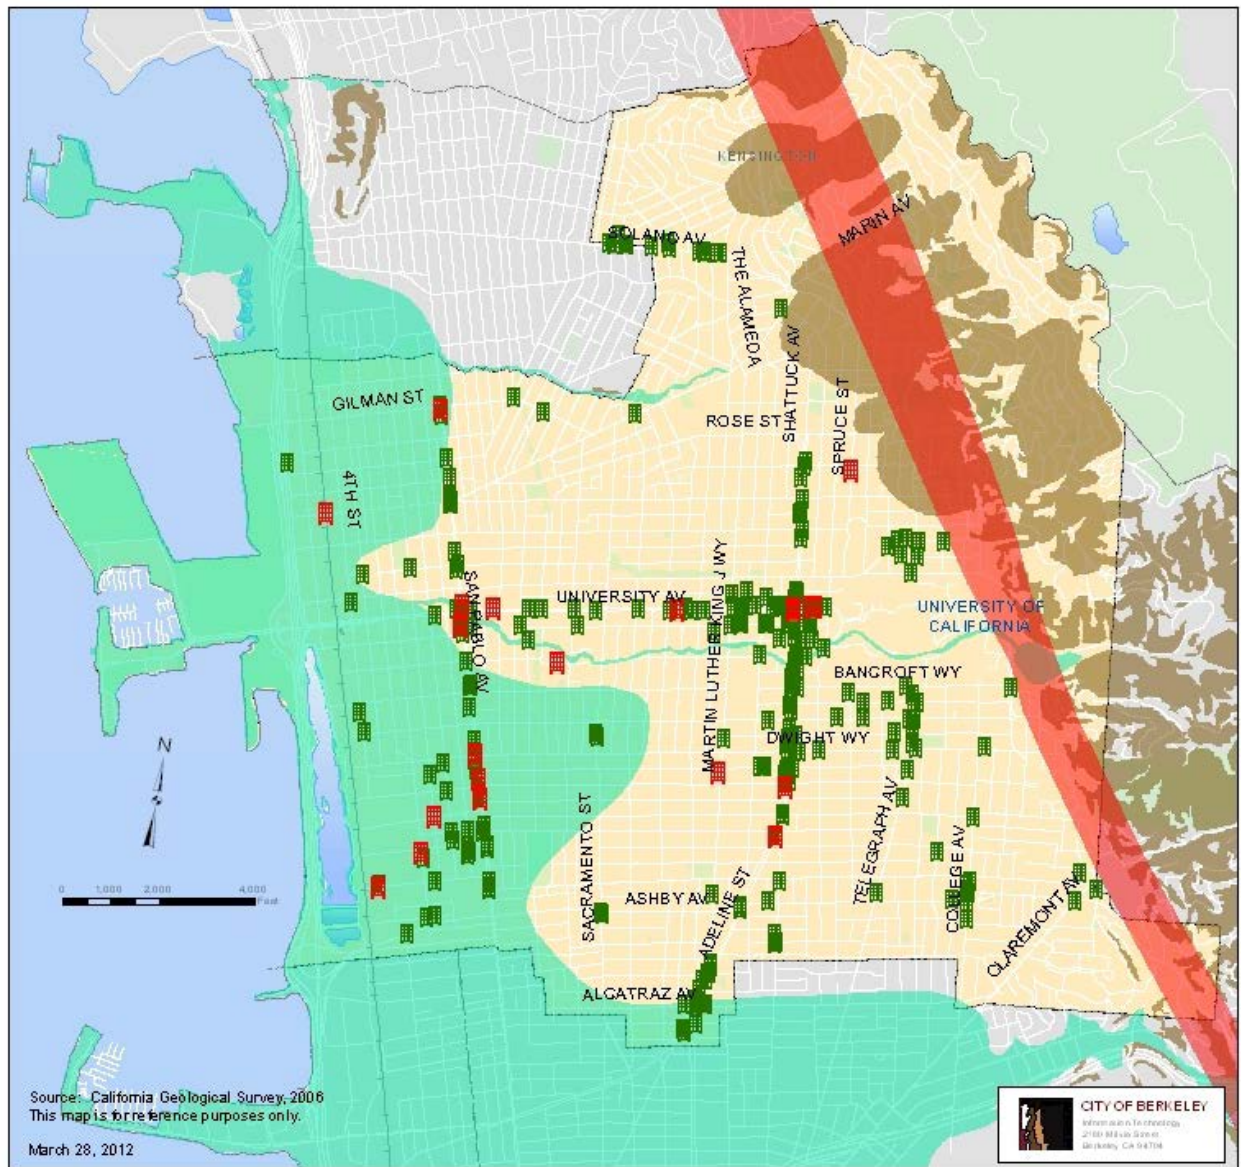 KENSINGTON
SOLANO AV
MARIN AV
THE ALAMEDA
SHATTUCK AV
GILMAN ST
ROSE ST
SPRUCE ST
4TH ST
UNIVERSITY AV
MARTIN LUTHER KING J WY
UNIVERSITY OF
CALIFORNIA
SAN PABLO AV
BANCROFT WY
DWIGHT WY
N
SACRAMENTO ST
TELEGRAPH AV
COLLEGE AV
0 1,000 2,000 4,000
Feet
ASHBY AV
ADELINE ST
CLAREMONT AV
ALCATRAZ AV
Source: California Geological Survey, 2006
This map is for reference purposes only.
March 28, 2012
CITY OF BERKELEY
Information Technology
2180 Milvia Street
Berkeley CA 94704